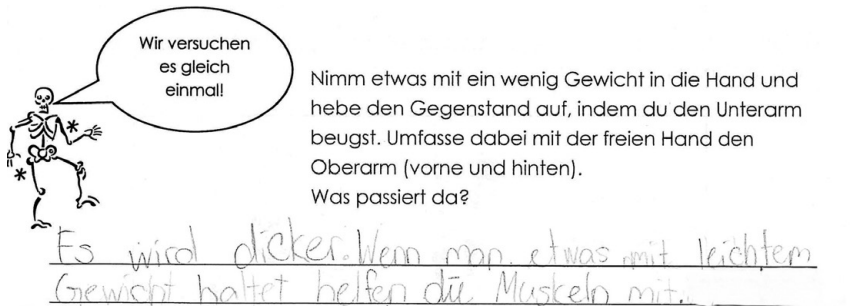 Wir versuchen
es gleich
einmal!
Nimm etwas mit ein wenig Gewicht in die Hand und
hebe den Gegenstand auf, indem du den Unterarm
beugst. Umfasse dabei mit der freien Hand den
Oberarm (vorne und hinten).
Was passiert da?
Es wird dicker. Wenn man etwas mit leichtem
Gewicht haltet helfen die Muskeln mit.